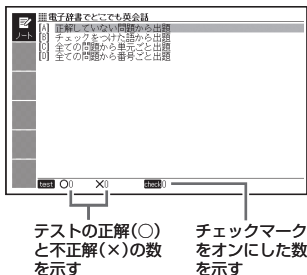 ノート
電子辞書でどこでも英会話
[A] 正解していない問題から出題
[B] チェックをつけた語から出題
[C] 全ての問題から単元ごと出題
[D] 全ての問題から番号ごと出題
test ○0 ×0 check 0
テストの正解(○)
と不正解(×)の数
を示す
チェックマーク
をオンにした数
を示す